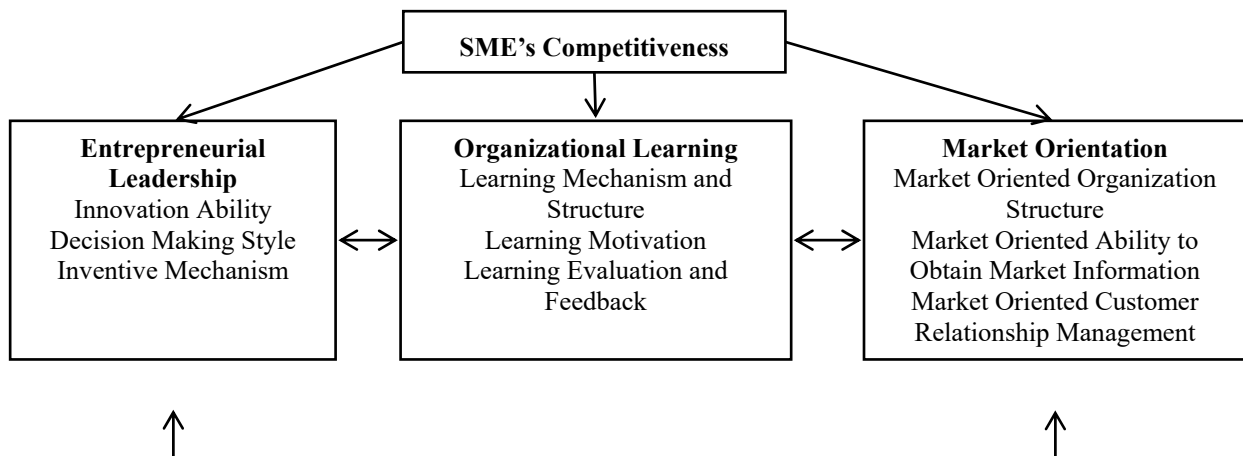 SME’s Competitiveness
Entrepreneurial
Leadership
Innovation Ability
Decision Making Style
Inventive Mechanism
Organizational Learning
Learning Mechanism and
Structure
Learning Motivation
Learning Evaluation and
Feedback
Market Orientation
Market Oriented Organization
Structure
Market Oriented Ability to
Obtain Market Information
Market Oriented Customer
Relationship Management